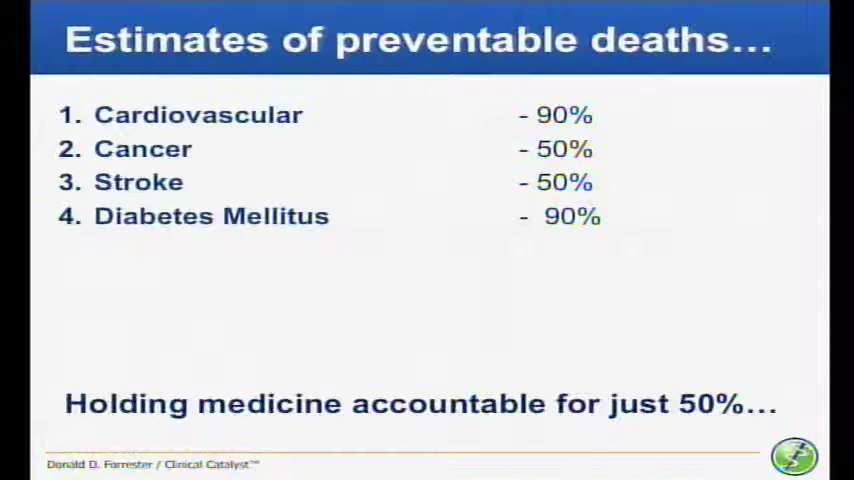 Estimates of preventable deaths…
1. Cardiovascular - 90%
2. Cancer - 50%
3. Stroke - 50%
4. Diabetes Mellitus - 90%
Holding medicine accountable for just 50%…
Donald D. Forrester / Clinical Catalyst™